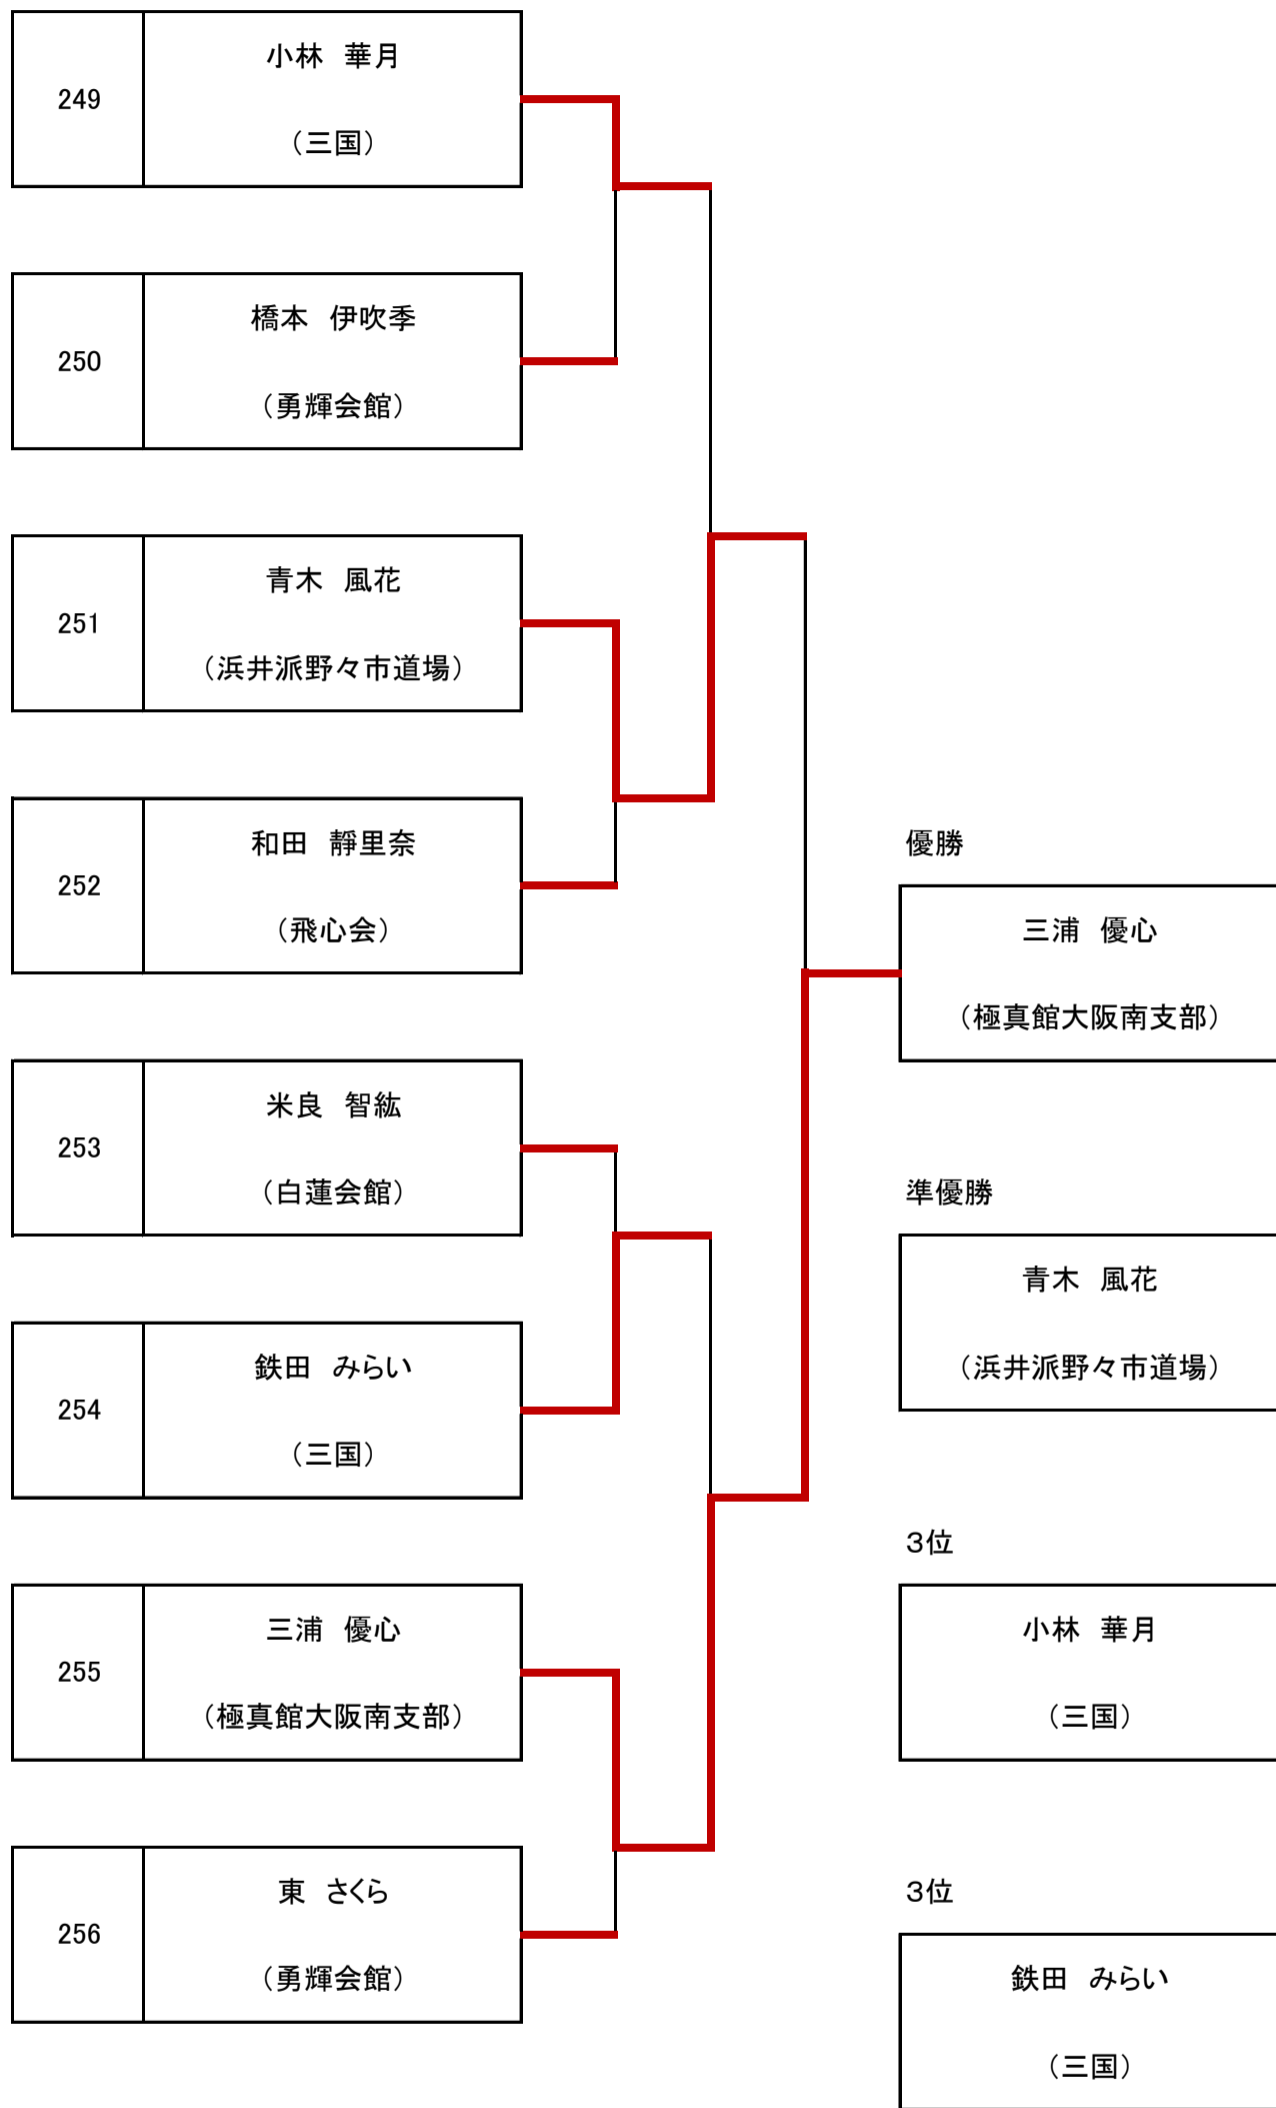 249
小林　華月
（三国）
250
橋本　伊吹季
（勇輝会館）
251
青木　風花
（浜井派野々市道場）
252
和田　靜里奈
（飛心会）
253
米良　智紘
（白蓮会館）
254
鉄田　みらい
（三国）
255
三浦　優心
（極真館大阪南支部）
256
東　さくら
（勇輝会館）
優勝
三浦　優心
（極真館大阪南支部）
準優勝
青木　風花
（浜井派野々市道場）
３位
小林　華月
（三国）
３位
鉄田　みらい
（三国）